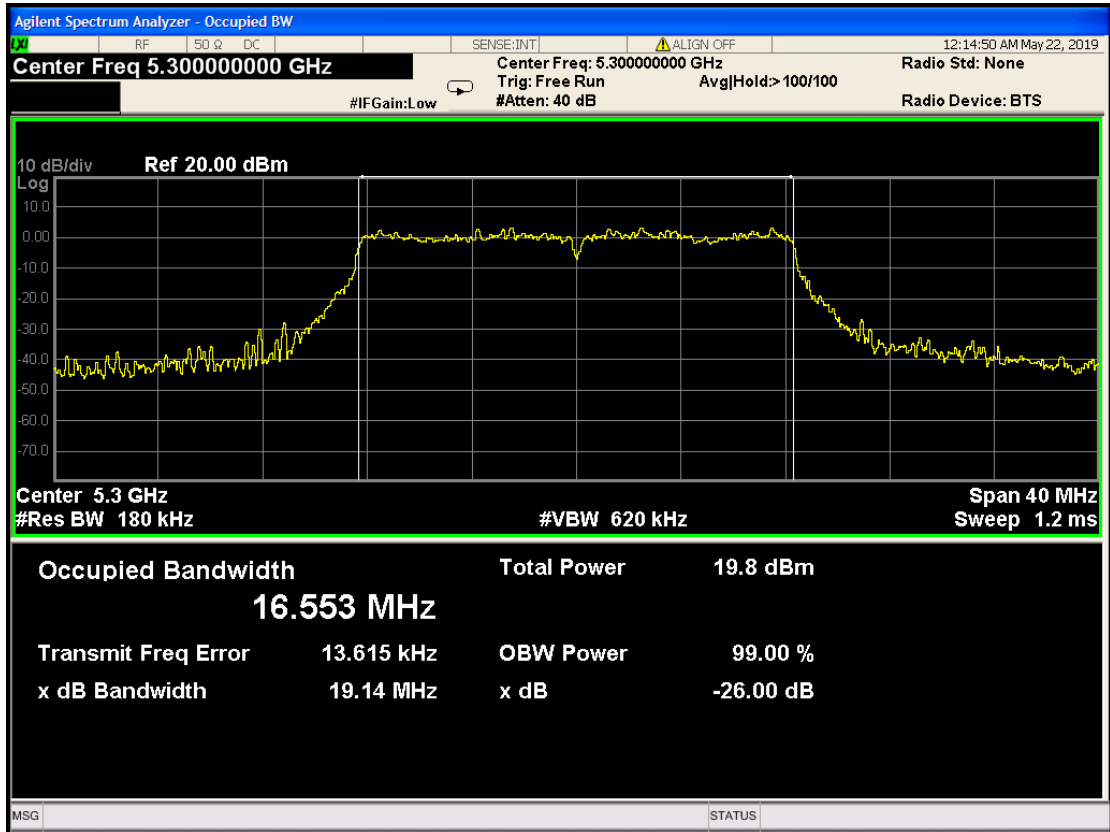 Agilent Spectrum Analyzer - Occupied BW
LXI RF 50 Ω DC SENSE:INT ALIGN OFF 12:14:50 AM May 22, 2019
Center Freq 5.300000000 GHz Center Freq: 5.300000000 GHz Radio Std: None
Trig: Free Run Avg|Hold:>100/100
#IFGain:Low #Atten: 40 dB Radio Device: BTS
10 dB/div Ref 20.00 dBm
Log
10.0
0.00
-10.0
-20.0
-30.0
-40.0
-50.0
-60.0
-70.0
Center 5.3 GHz Span 40 MHz
#Res BW 180 kHz #VBW 620 kHz Sweep 1.2 ms
Occupied Bandwidth Total Power 19.8 dBm
16.553 MHz
Transmit Freq Error 13.615 kHz OBW Power 99.00 %
x dB Bandwidth 19.14 MHz x dB -26.00 dB
MSG STATUS